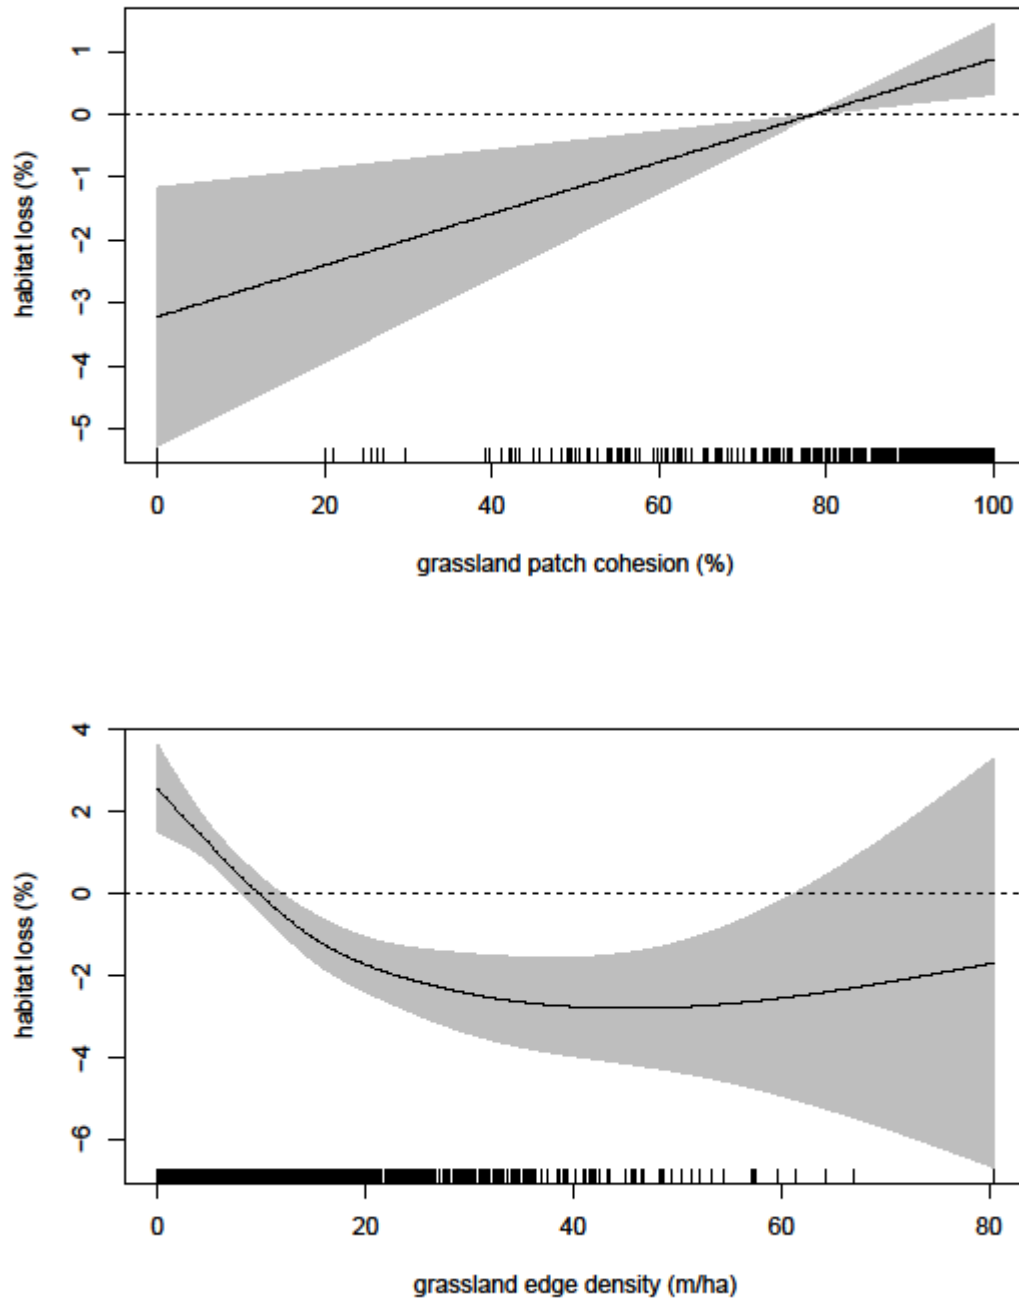 1
0
−1
−2
−3
−4
−5
habitat loss (%)
0 20 40 60 80 100
grassland patch cohesion (%)
4
2
0
−2
−4
−6
habitat loss (%)
0 20 40 60 80
grassland edge density (m/ha)